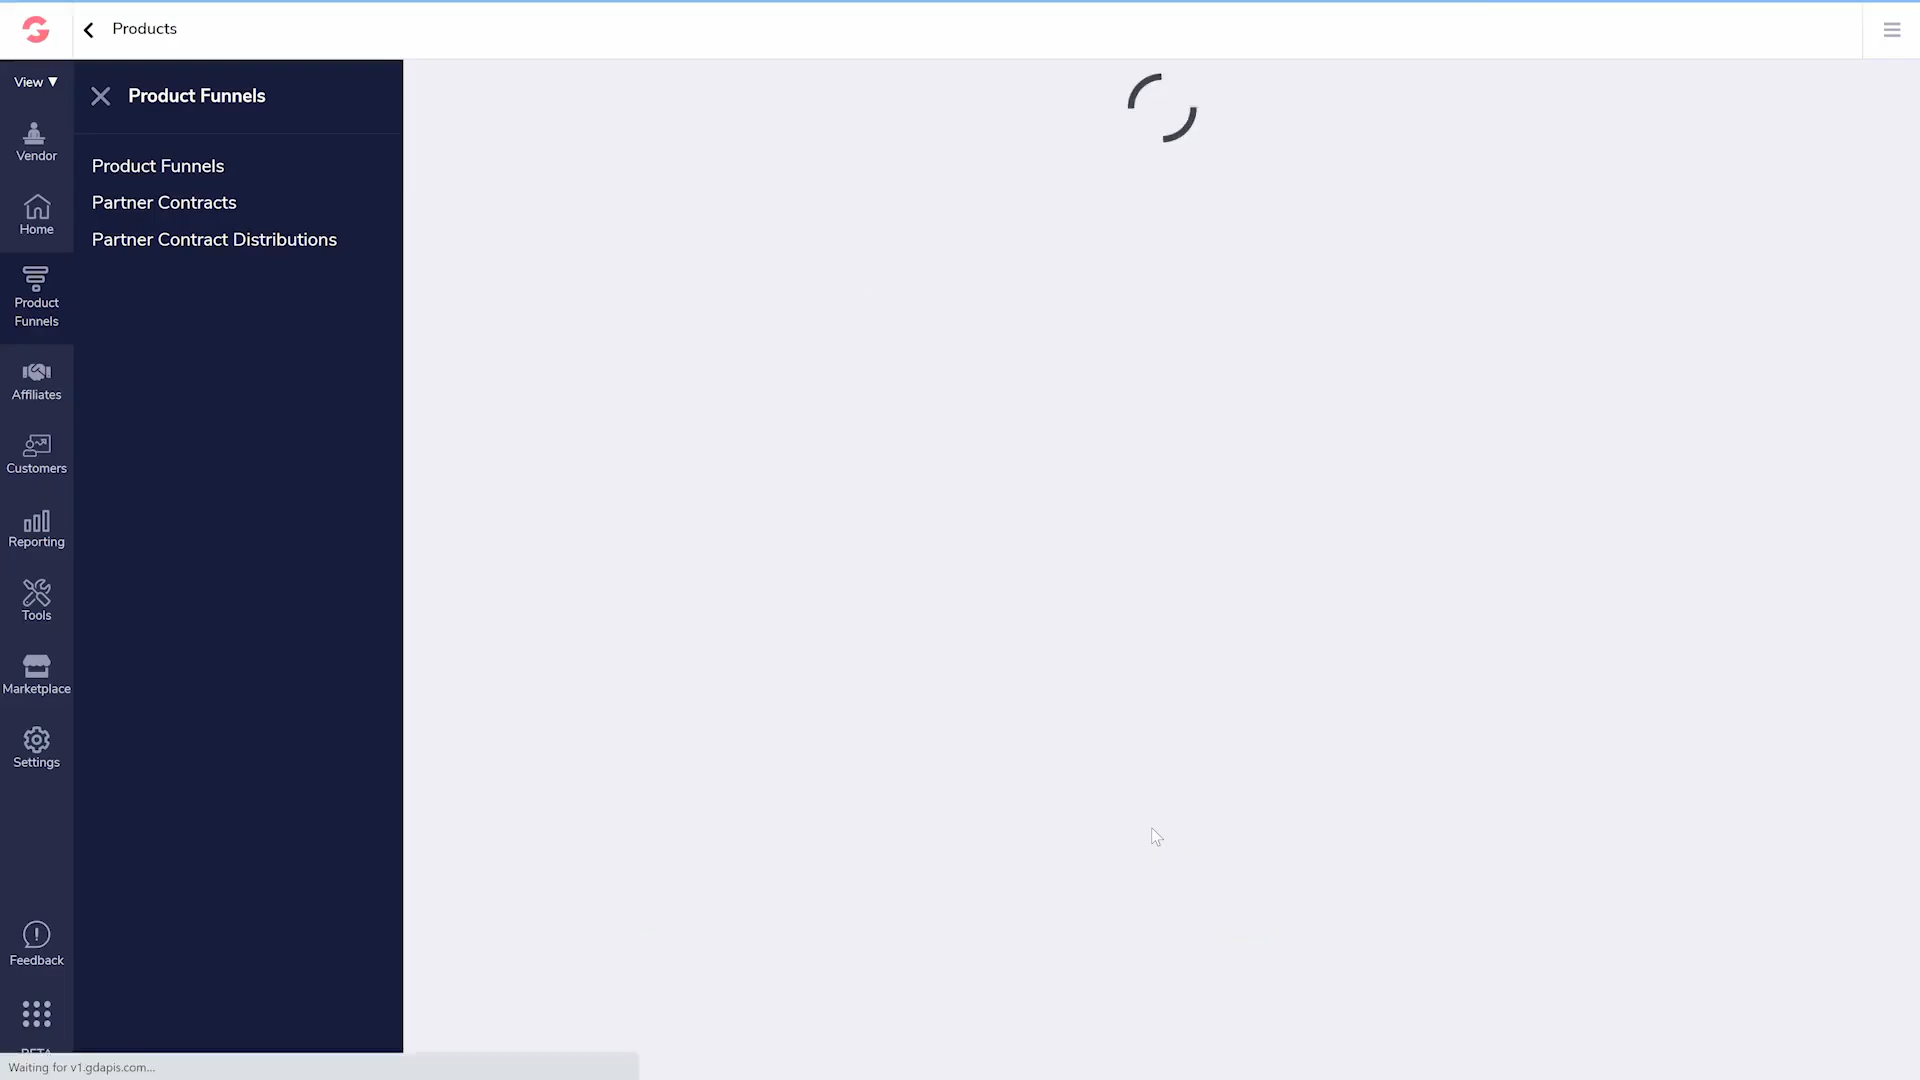 Products
View ▼
Vendor
Home
Product
Funnels
Affiliates
Customers
Reporting
Tools
Marketplace
Settings
Feedback
BETA
Product Funnels
Product Funnels
Partner Contracts
Partner Contract Distributions
Waiting for v1.gdapis.com...